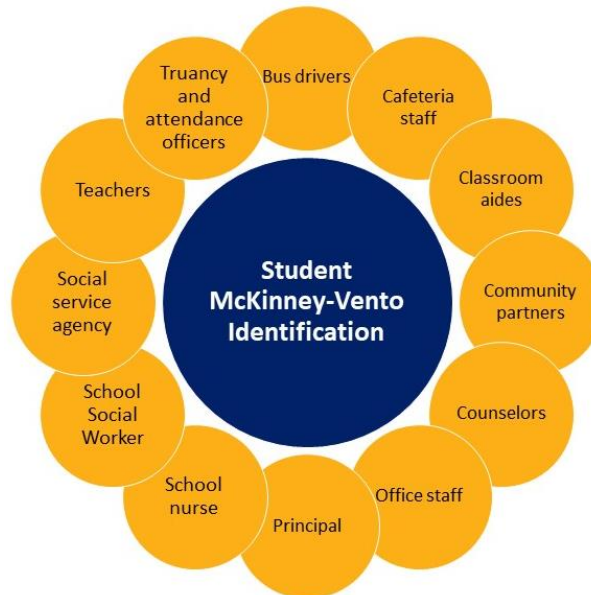 Student
McKinney-Vento
Identification
Bus drivers
Cafeteria
staff
Classroom
aides
Community
partners
Counselors
Office staff
Principal
School
nurse
School
Social
Worker
Social
service
agency
Teachers
Truancy
and
attendance
officers